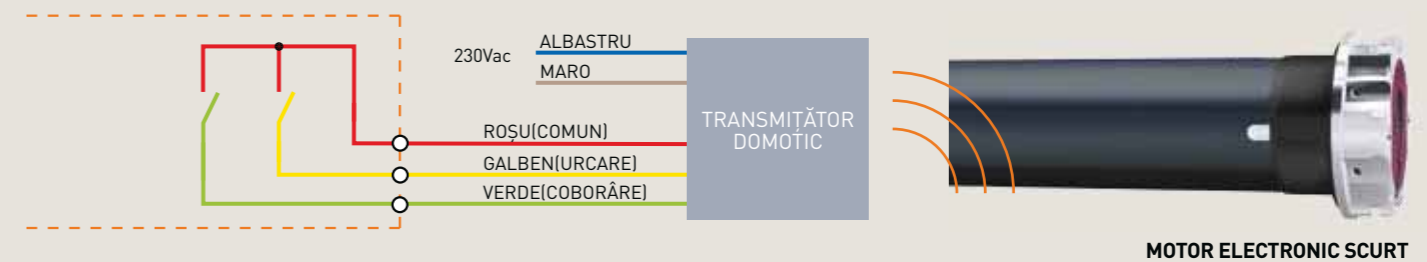 230Vac
ALBASTRU
MARO
ROȘU(COMUN)
GALBEN(URCARE)
VERDE(COBORÂRE)
TRANSMIȚĂTOR
DOMOTIC
MOTOR ELECTRONIC SCURT